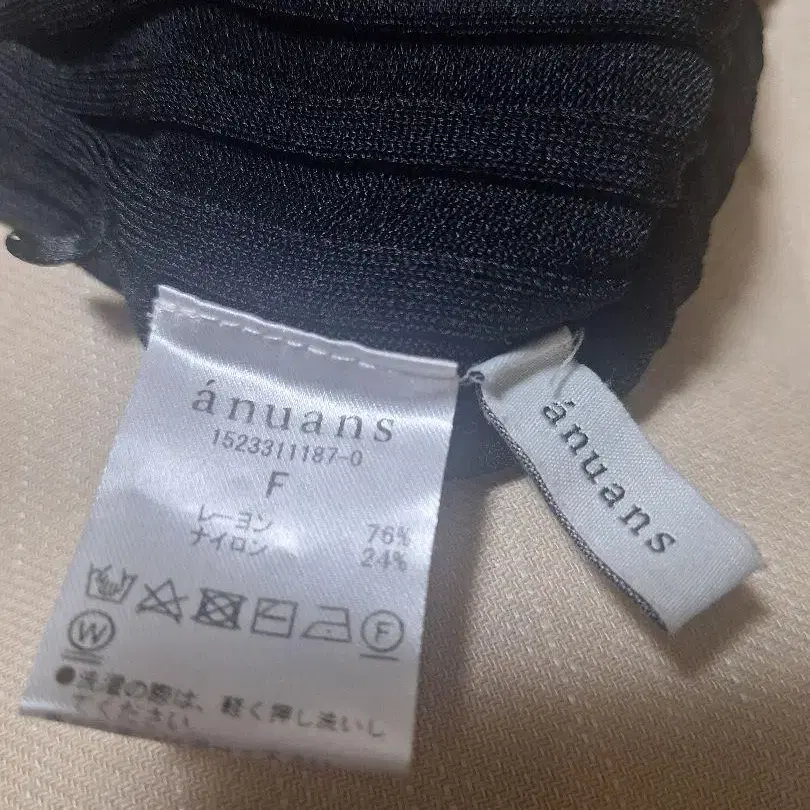 ánuans
1523311187-0
F
レーヨン 76%
ナイロン 24%
F
W
●洗濯の際は、軽く押し洗いし
てください
ánuans